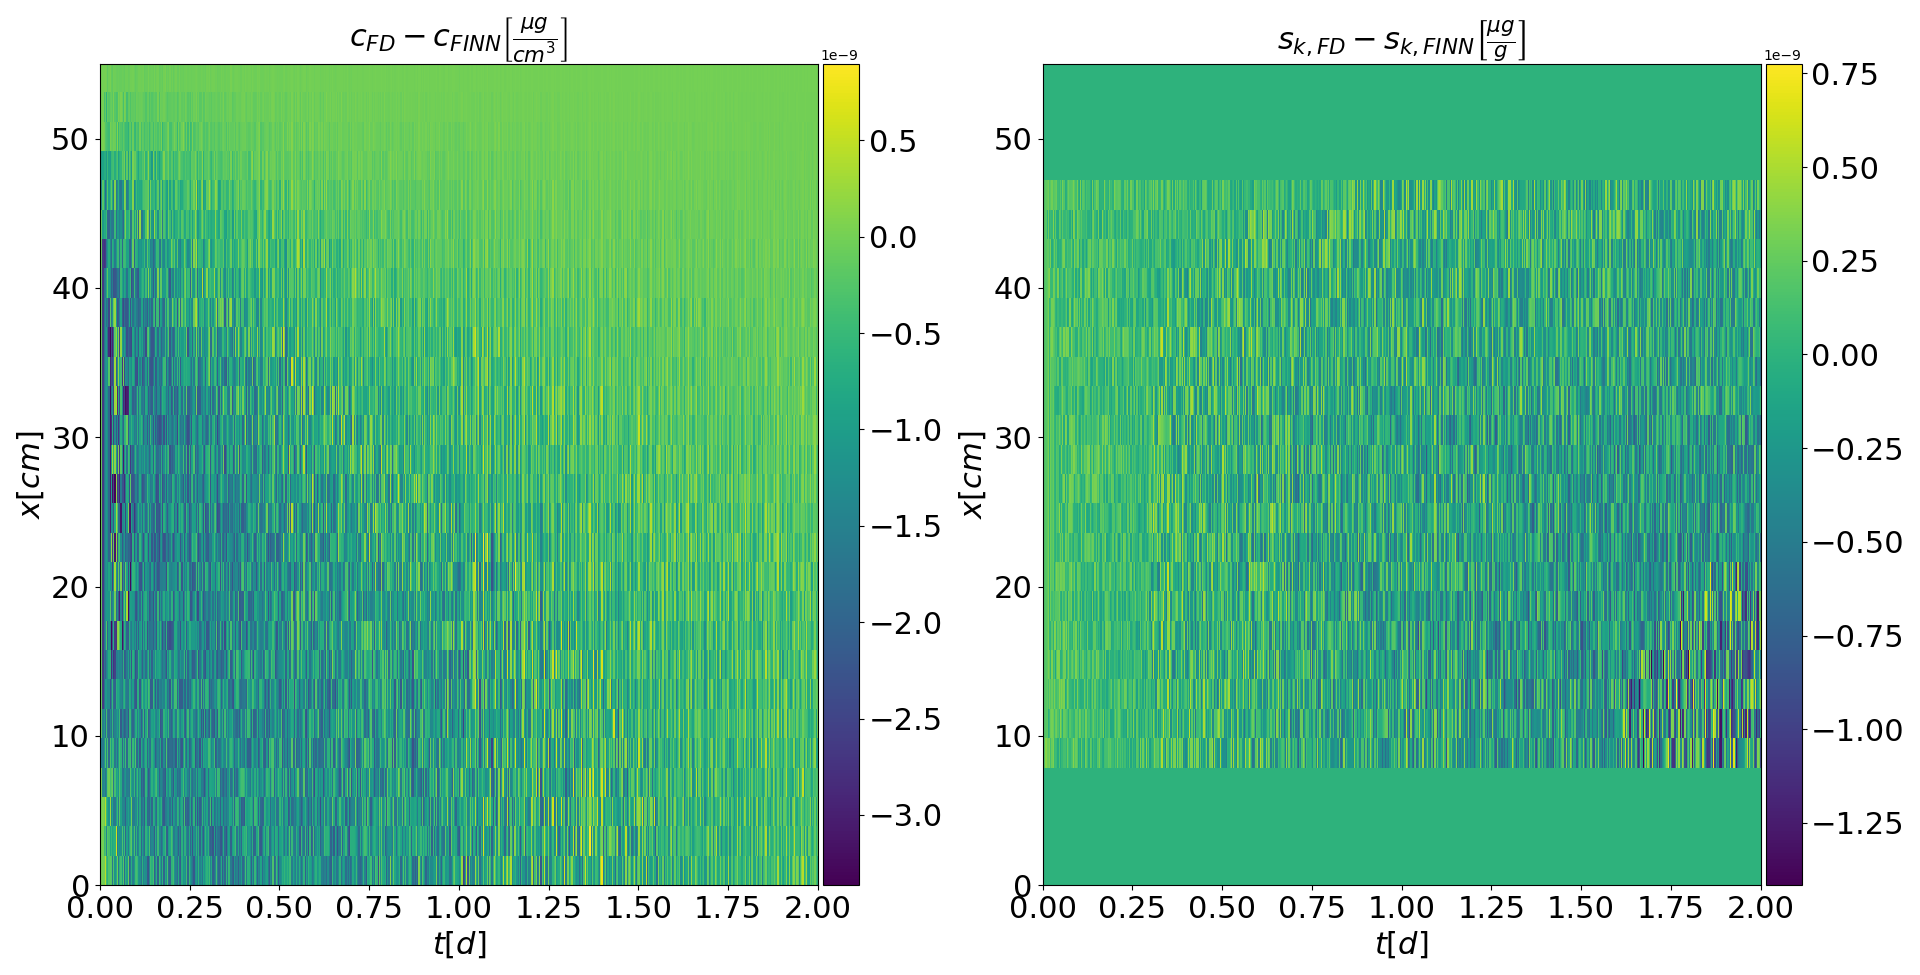 c_{FD} − c_{FINN} [μg/cm^3]
1e−9
50
40
30
20
10
0
x[cm]
0.00 0.25 0.50 0.75 1.00 1.25 1.50 1.75 2.00
t[d]
0.5
0.0
−0.5
−1.0
−1.5
−2.0
−2.5
−3.0
s_{k,FD} − s_{k,FINN} [μg/g]
1e−9
50
40
30
20
10
0
x[cm]
0.00 0.25 0.50 0.75 1.00 1.25 1.50 1.75 2.00
t[d]
0.75
0.50
0.25
0.00
−0.25
−0.50
−0.75
−1.00
−1.25